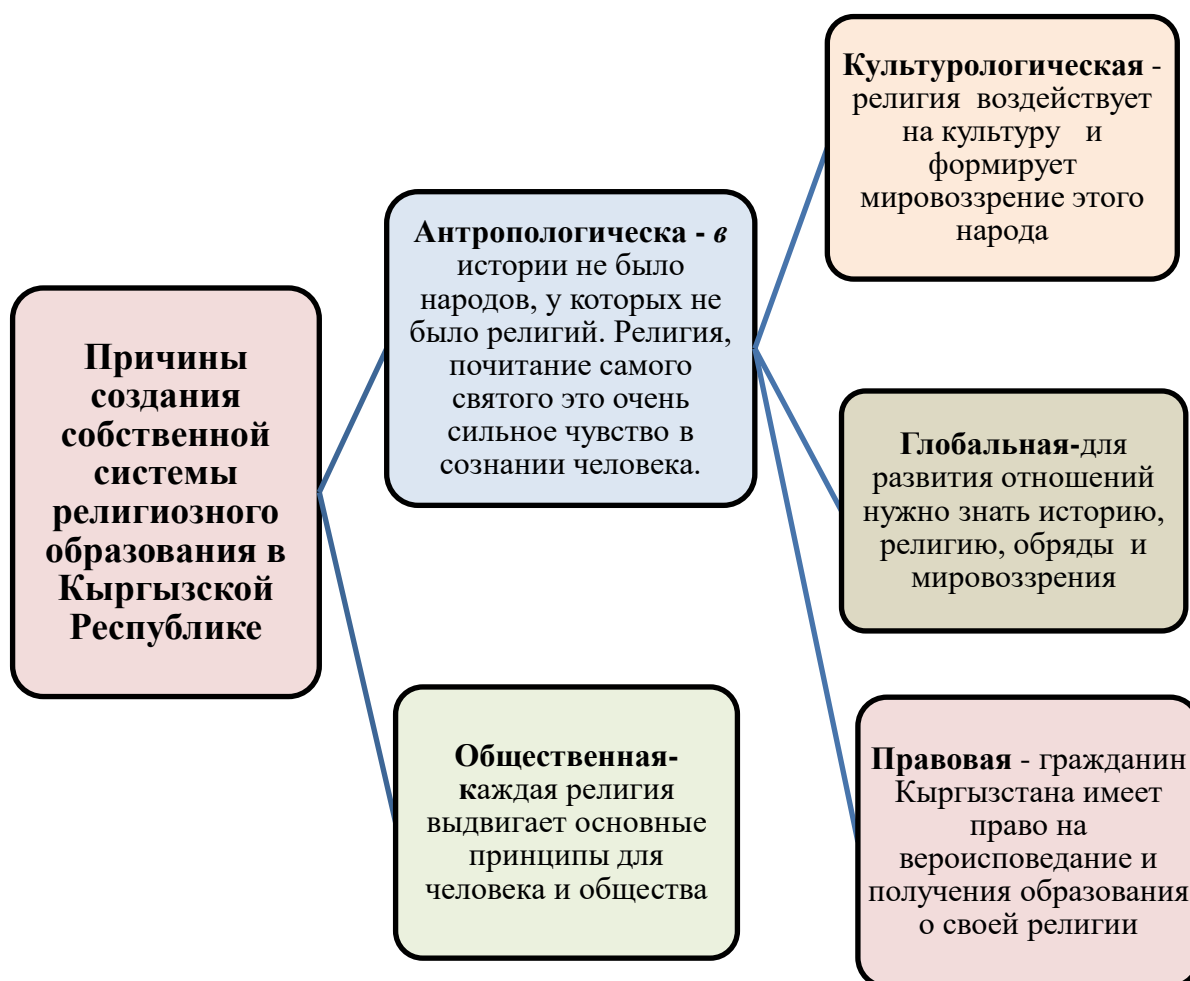 Причины
создания
собственной
системы
религиозного
образования в
Кыргызской
Республике
Антропологическа - в
истории не было
народов, у которых не
было религий. Религия,
почитание самого
святого это очень
сильное чувство в
сознании человека.
Общественная-
каждая религия
выдвигает основные
принципы для
человека и общества
Культурологическая -
религия воздействует
на культуру и
формирует
мировоззрение этого
народа
Глобальная-для
развития отношений
нужно знать историю,
религию, обряды и
мировоззрения
Правовая - гражданин
Кыргызстана имеет
право на
вероисповедание и
получения образования
о своей религии